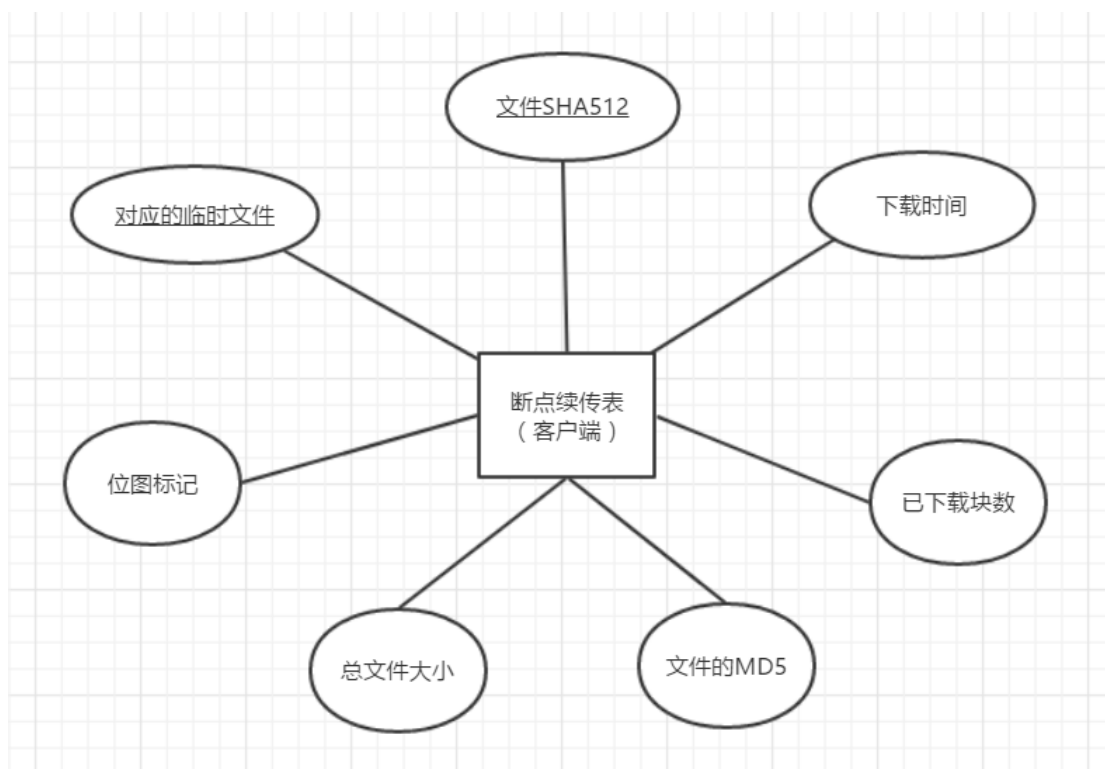 文件SHA512
对应的临时文件
下载时间
断点续传表
（客户端）
位图标记
已下载块数
总文件大小
文件的MD5